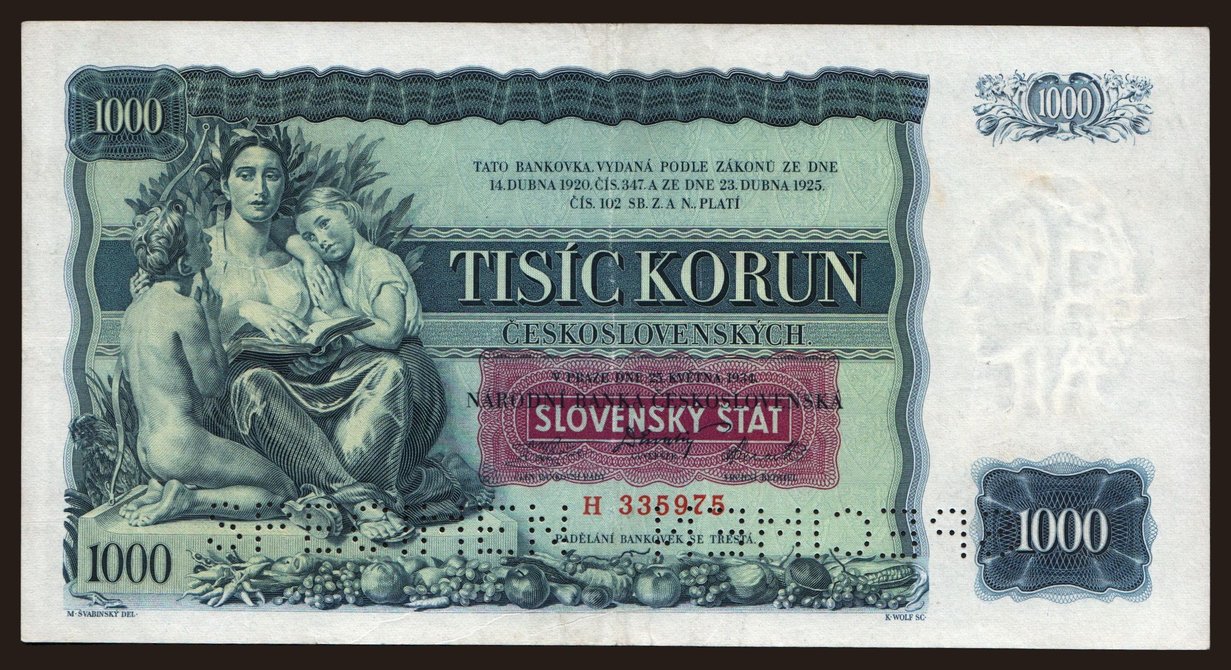 1000
1000
TATO BANKOVKA, VYDANÁ PODLE ZÁKONŮ ZE DNE
14. DUBNA 1920. ČÍS. 347. A ZE DNE 23. DUBNA 1925.
ČÍS. 102 SB. Z. A N., PLATÍ
TISÍC KORUN
ČESKOSLOVENSKÝCH.
V PRAZE DNE 25. KVĚTNA 1934.
NÁRODNÍ BANKA ČESKOSLOVENSKÁ
SLOVENSKÝ ŠTÁT
H 335975
SPECIMEN
PADĚLÁNÍ BANKOVEK SE TRESTÁ.
1000
1000
M. ŠVABINSKÝ DEL.
K. WOLF SC.